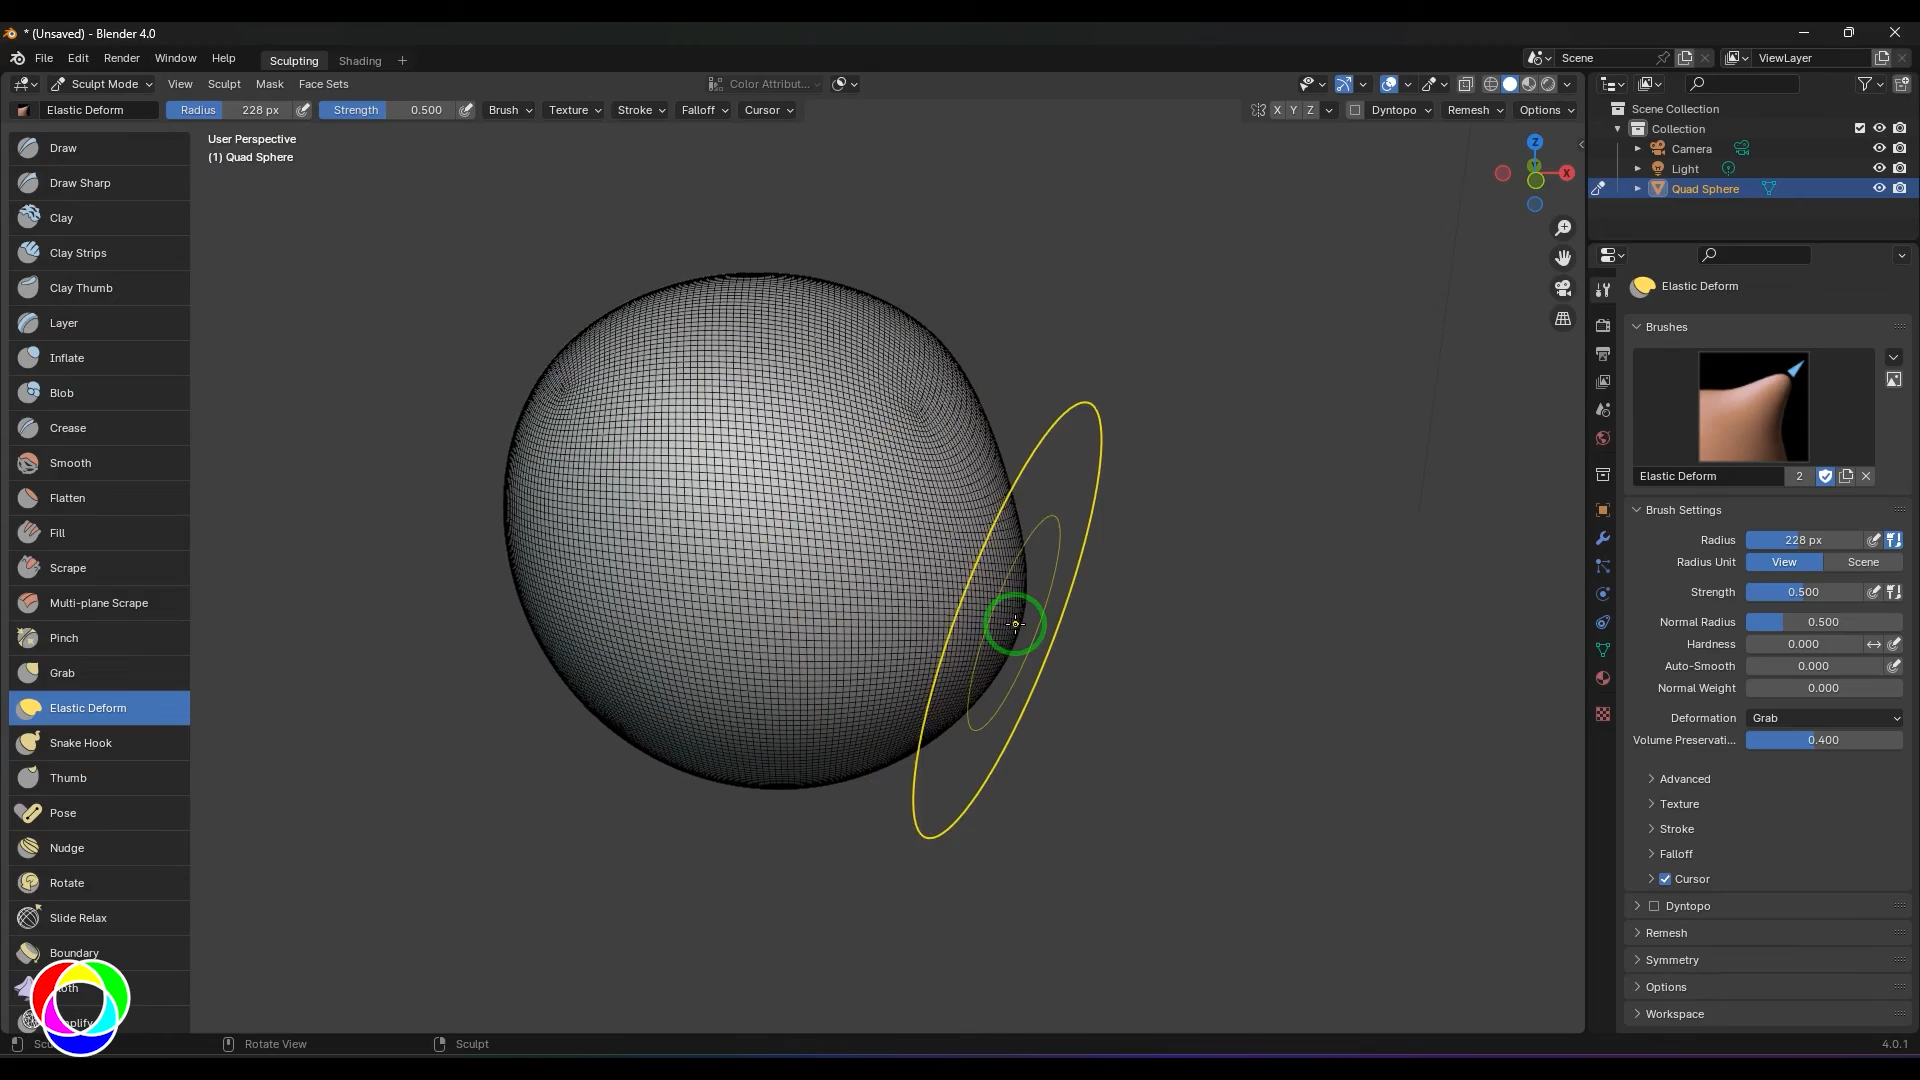 * (Unsaved) - Blender 4.0
File Edit Render Window Help Sculpting Shading + Scene ViewLayer
Sculpt Mode View Sculpt Mask Face Sets Color Attribut...
Elastic Deform Radius 228 px Strength 0.500 Brush Texture Stroke Falloff Cursor X Y Z Dyntopo Remesh Options
User Perspective
(1) Quad Sphere
Z
Y
X
Draw
Draw Sharp
Clay
Clay Strips
Clay Thumb
Layer
Inflate
Blob
Crease
Smooth
Flatten
Fill
Scrape
Multi-plane Scrape
Pinch
Grab
Elastic Deform
Snake Hook
Thumb
Pose
Nudge
Rotate
Slide Relax
Boundary
Scene Collection
Collection
Camera
Light
Quad Sphere
Elastic Deform
Brushes
Elastic Deform 2
Brush Settings
Radius 228 px
Radius Unit View Scene
Strength 0.500
Normal Radius 0.500
Hardness 0.000
Auto-Smooth 0.000
Normal Weight 0.000
Deformation Grab
Volume Preservati... 0.400
Advanced
Texture
Stroke
Falloff
Cursor
Dyntopo
Remesh
Symmetry
Options
Workspace
Rotate View Sculpt 4.0.1